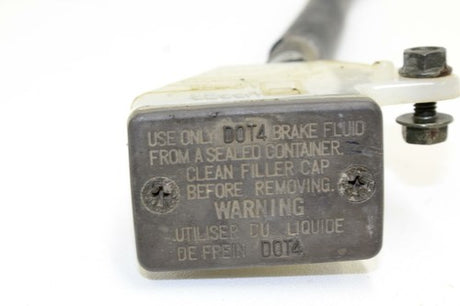 USE ONLY DOT4 BRAKE FLUID
FROM A SEALED CONTAINER.
CLEAN FILLER CAP
BEFORE REMOVING.
WARNING
UTILISER DU LIQUIDE
DE FREIN DOT4